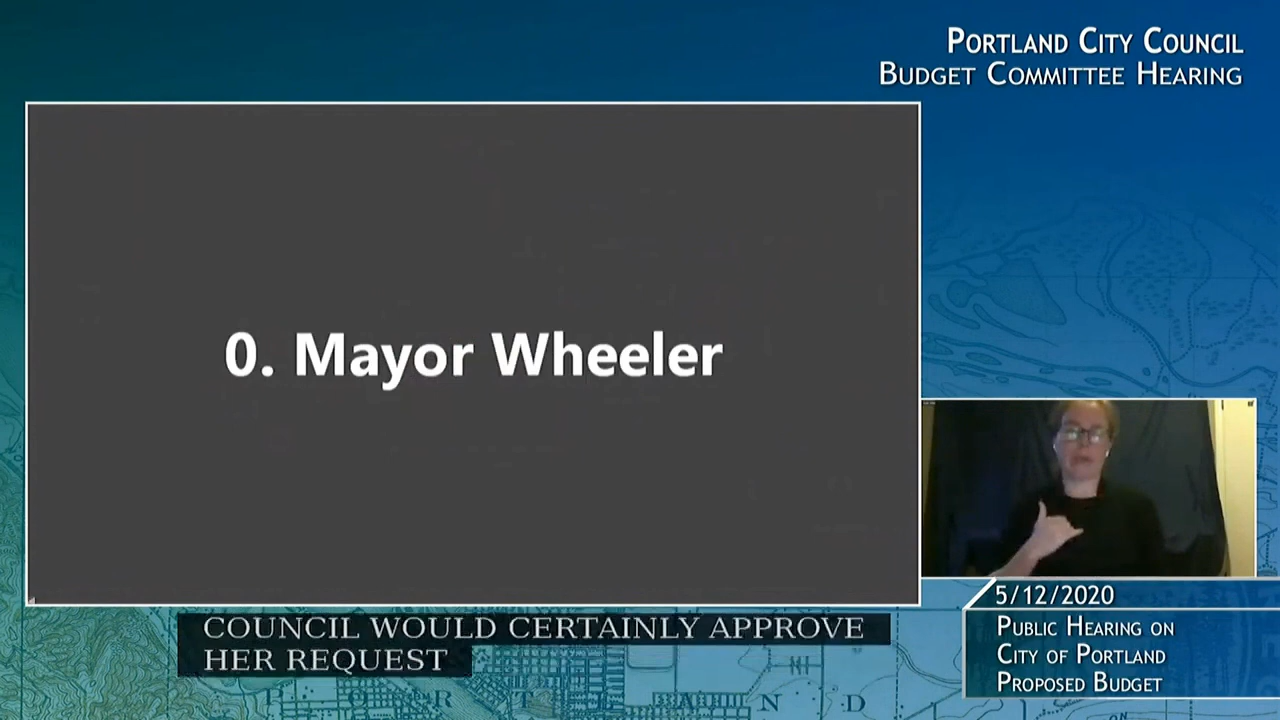 PORTLAND CITY COUNCIL
BUDGET COMMITTEE HEARING
0. Mayor Wheeler
5/12/2020
PUBLIC HEARING ON
CITY OF PORTLAND
PROPOSED BUDGET
COUNCIL WOULD CERTAINLY APPROVE
HER REQUEST
P O R T L A N D